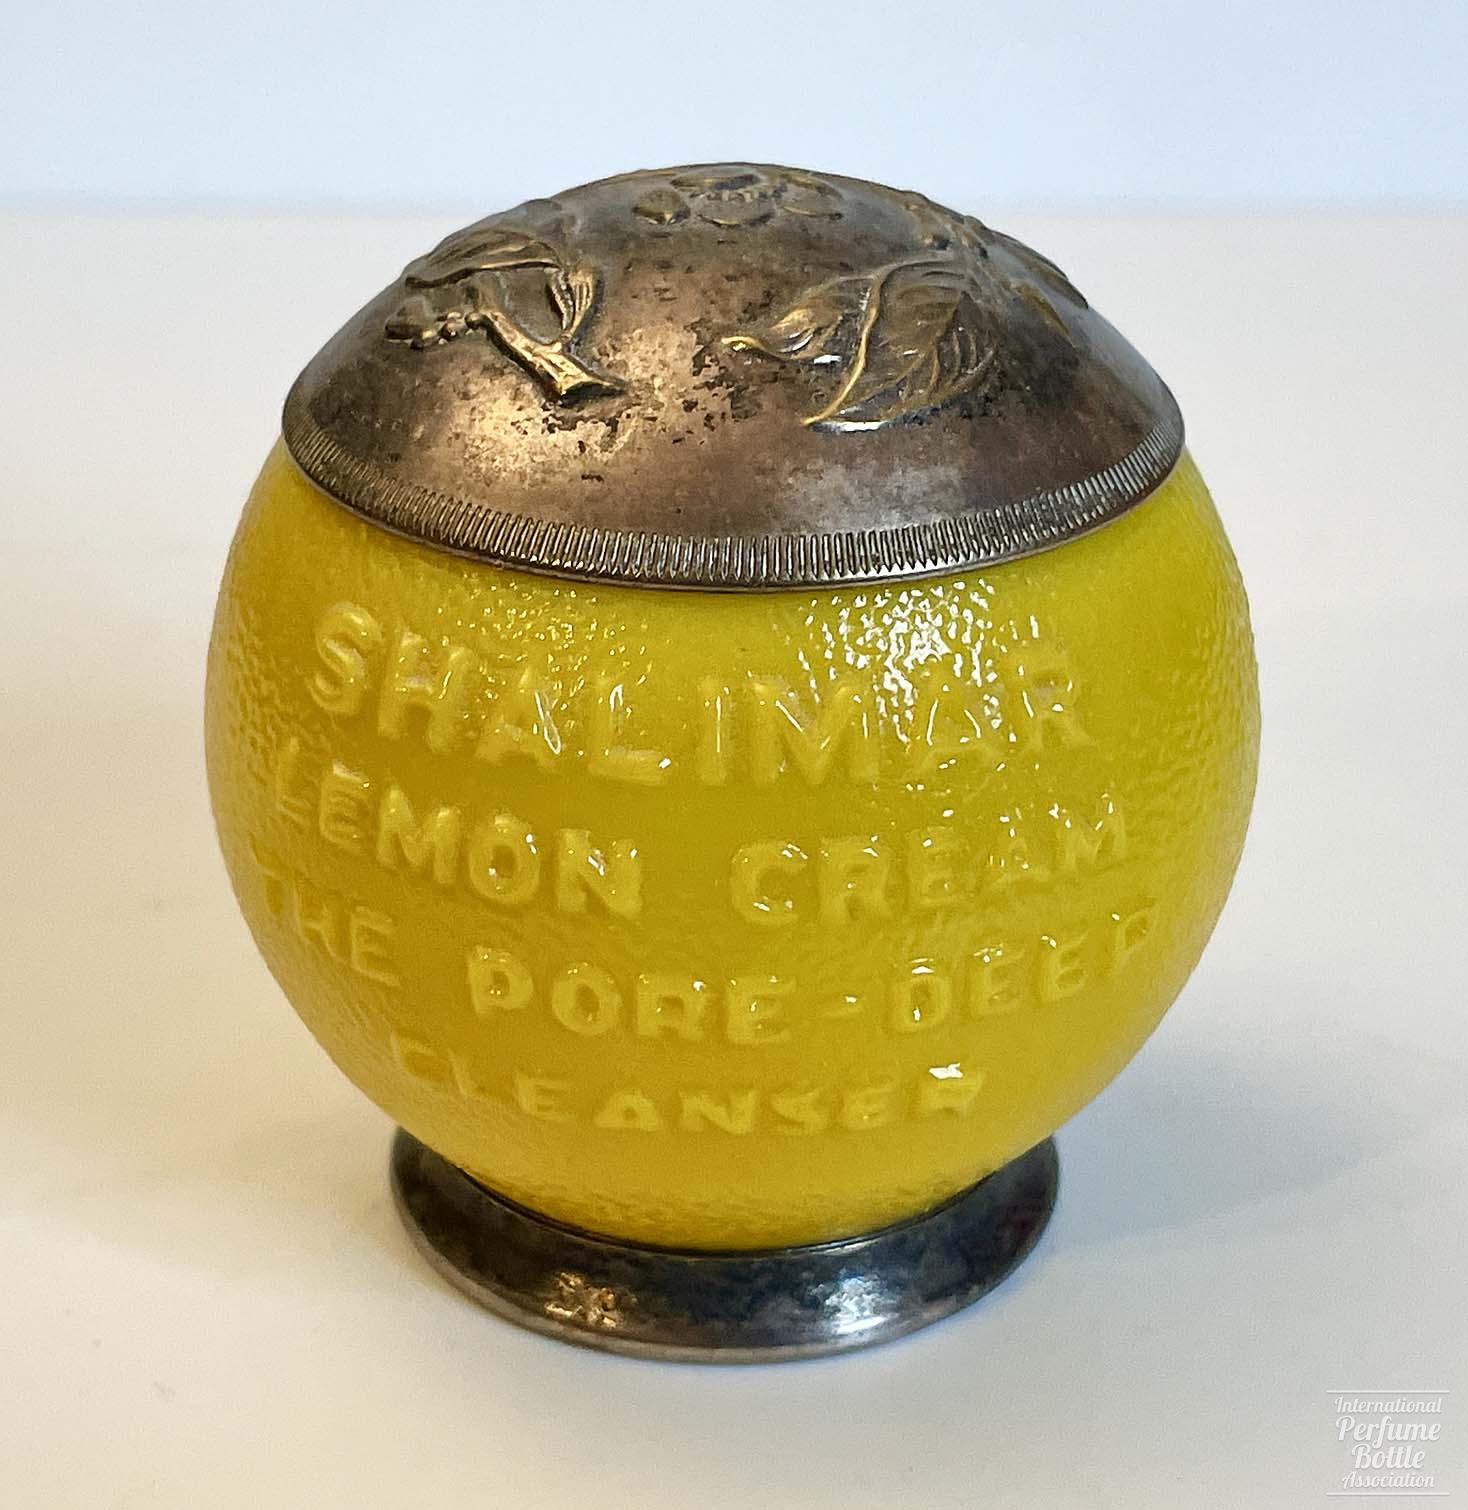 SHALIMAR
LEMON CREAM
THE PORE-DEEP
CLEANSER
International
Perfume
Bottle
Association